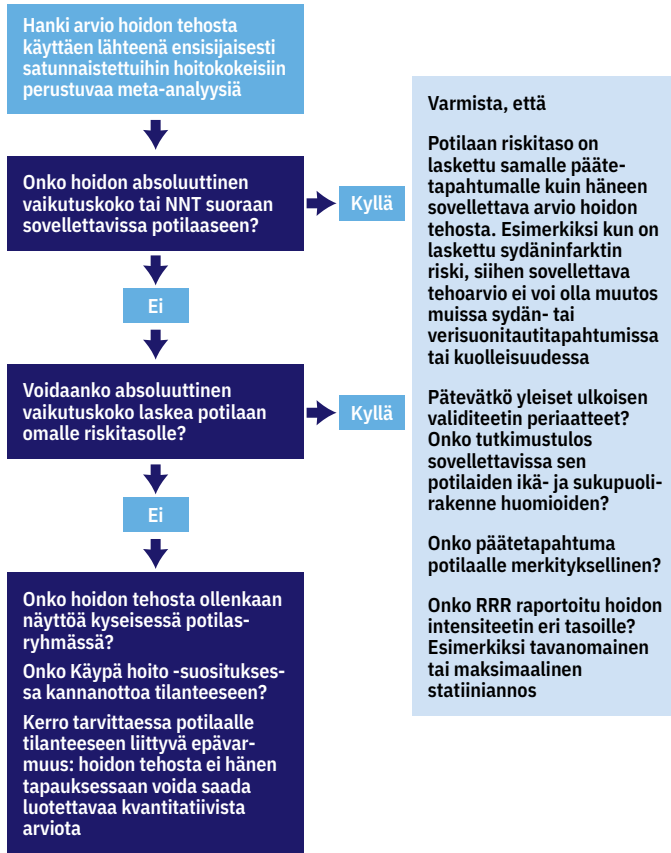 Hanki arvio hoidon tehosta
käyttäen lähteenä ensisijaisesti
satunnaistettuihin hoitokokeisiin
perustuvaa meta-analyysiä
Onko hoidon absoluuttinen
vaikutuskoko tai NNT suoraan
sovellettavissa potilaaseen?
Kyllä
Ei
Voidaanko absoluuttinen
vaikutuskoko laskea potilaan
omalle riskitasolle?
Kyllä
Ei
Onko hoidon tehosta ollenkaan
näyttöä kyseisessä potilas-
ryhmässä?
Onko Käypä hoito -suosituksessa
sa kannanottoa tilanteeseen?
Kerro tarvittaessa potilaalle
tilanteeseen liittyvä epävar-
muus: hoidon tehosta ei hänen
tapauksessaan voida saada
luotettavaa kvantitatiivista
arviota
Varmista, että
Potilaan riskitaso on
laskettu samalle pääte-
tapahtumalle kuin häneen
sovellettava arvio hoidon
tehosta. Esimerkiksi kun on
laskettu sydäninfarktin
riski, siihen sovellettava
tehoarvio ei voi olla muutos
muissa sydän- tai
verisuonitautitapahtumissa
tai kuolleisuudessa
Pätevätkö yleiset ulkoisen
validiteetin periaatteet?
Onko tutkimustulos
sovellettavissa sen
potilaiden ikä- ja sukupuoli-
rakenne huomioiden?
Onko päätetapahtuma
potilaalle merkityksellinen?
Onko RRR raportoitu hoidon
intensiteetin eri tasoille?
Esimerkiksi tavanomainen
tai maksimaalinen
statiiniannos